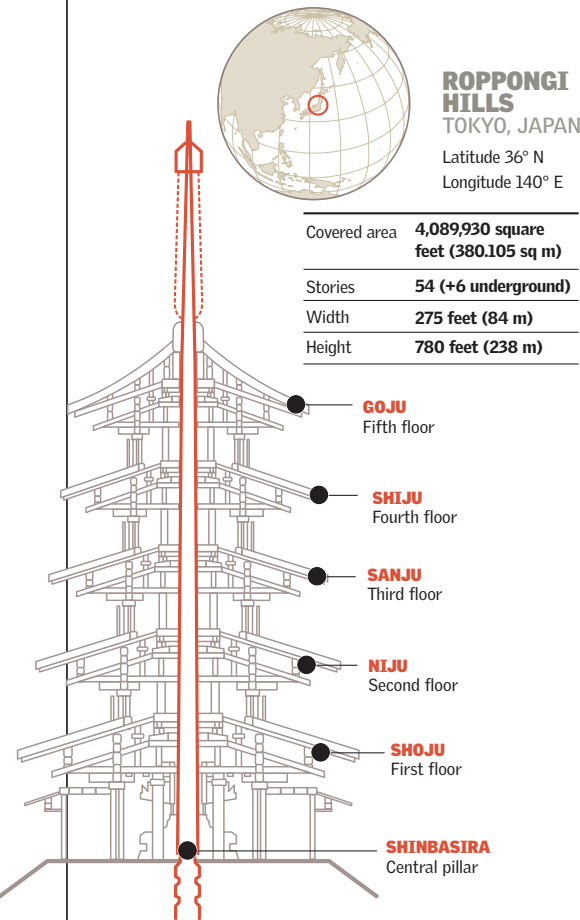 ROPPONGI
HILLS
TOKYO, JAPAN
Latitude 36° N
Longitude 140° E
Covered area 4,089,930 square
feet (380.105 sq m)
Stories 54 (+6 underground)
Width 275 feet (84 m)
Height 780 feet (238 m)
GOJU
Fifth floor
SHIJU
Fourth floor
SANJU
Third floor
NIJU
Second floor
SHOJU
First floor
SHINBASIRA
Central pillar